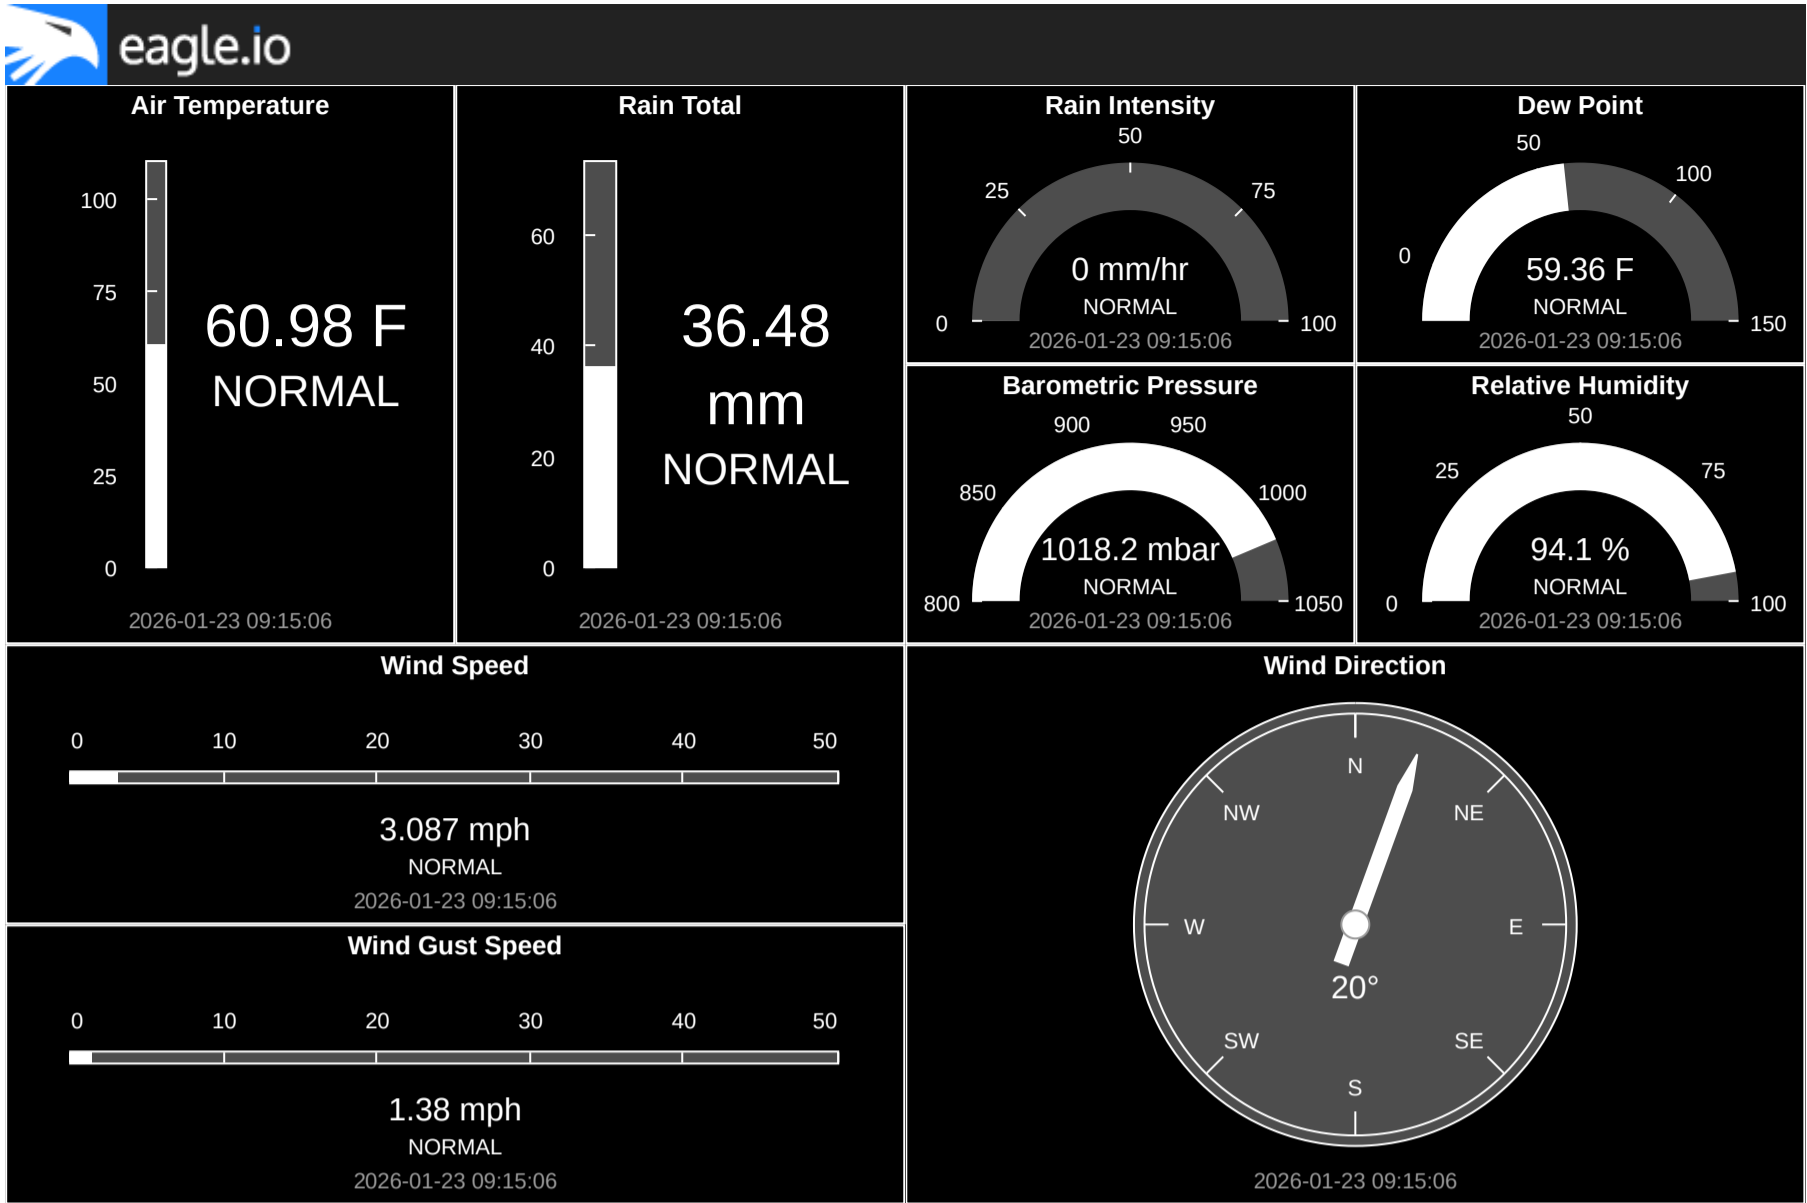 eagle.io
Air Temperature
100
75
50
25
0
60.98 F
NORMAL
2026-01-23 09:15:06
Rain Total
60
40
20
0
36.48
mm
NORMAL
2026-01-23 09:15:06
Rain Intensity
50
25
75
0
100
0 mm/hr
NORMAL
2026-01-23 09:15:06
Dew Point
50
100
0
150
59.36 F
NORMAL
2026-01-23 09:15:06
Barometric Pressure
900
950
850
1000
800
1050
1018.2 mbar
NORMAL
2026-01-23 09:15:06
Relative Humidity
50
25
75
0
100
94.1 %
NORMAL
2026-01-23 09:15:06
Wind Speed
0 10 20 30 40 50
3.087 mph
NORMAL
2026-01-23 09:15:06
Wind Gust Speed
0 10 20 30 40 50
1.38 mph
NORMAL
2026-01-23 09:15:06
Wind Direction
N
NW NE
W E
20°
SW SE
S
2026-01-23 09:15:06